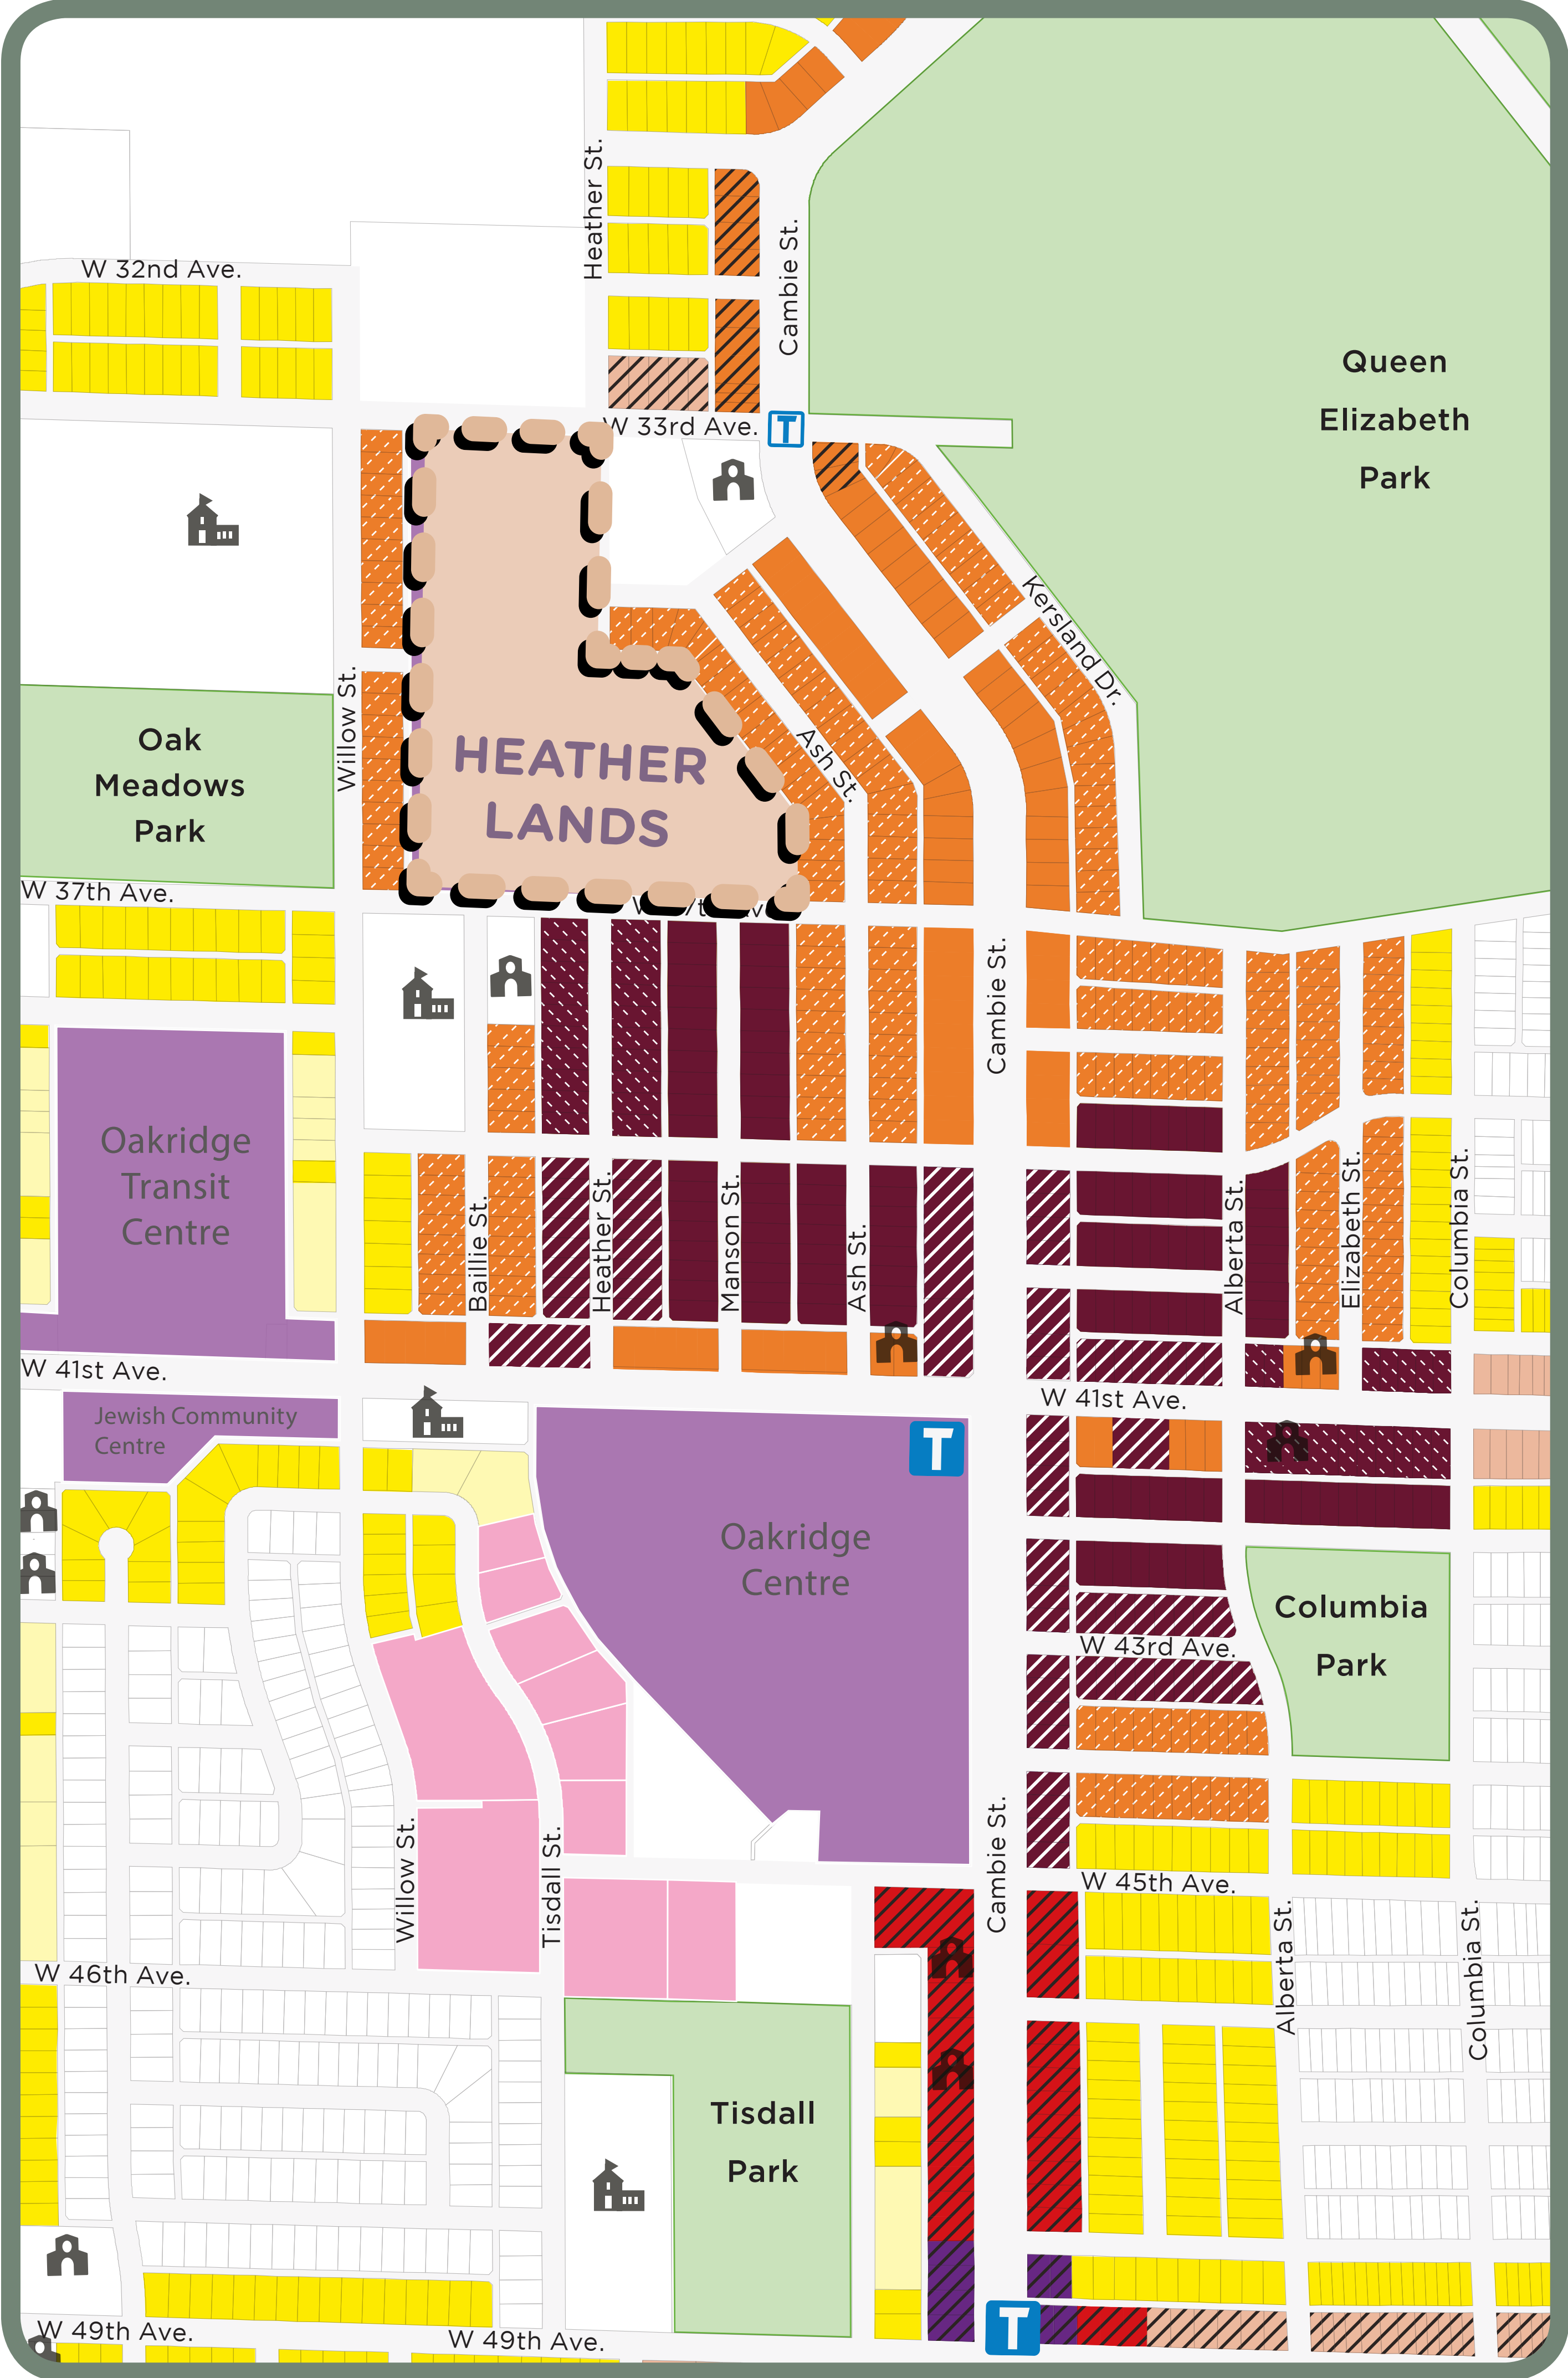 Heather St.
Cambie St.
W 32nd Ave.
Queen
Elizabeth
Park
W 33rd Ave.
T
Kersland Dr.
Willow St.
Oak
Meadows
Park
HEATHER
LANDS
Ash St.
W 37th Ave.
Cambie St.
Oakridge
Transit
Centre
Baillie St.
Heather St.
Manson St.
Ash St.
Alberta St.
Elizabeth St.
Columbia St.
W 41st Ave.
W 41st Ave.
Jewish Community
Centre
T
Oakridge
Centre
Columbia
Park
W 43rd Ave.
Willow St.
Tisdall St.
Cambie St.
W 45th Ave.
Alberta St.
Columbia St.
W 46th Ave.
Tisdall
Park
W 49th Ave.
W 49th Ave.
T